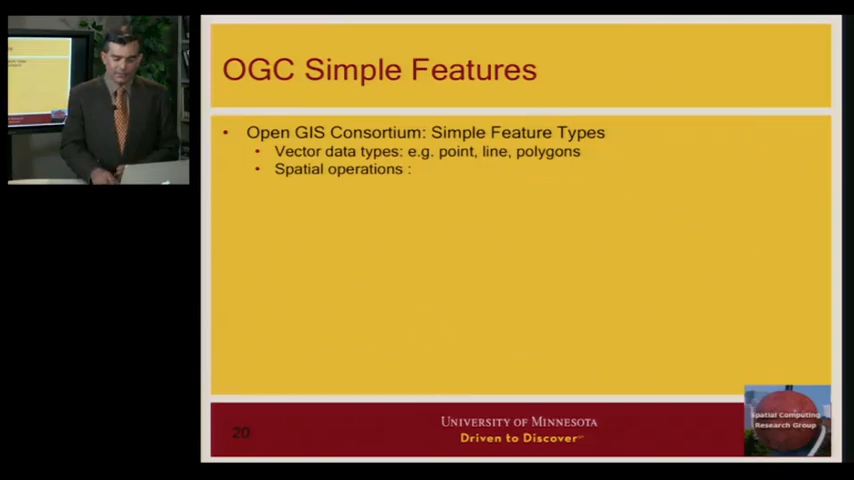 OGC Simple Features
• Open GIS Consortium: Simple Feature Types
• Vector data types: e.g. point, line, polygons
• Spatial operations :
20
UNIVERSITY OF MINNESOTA
Driven to Discover℠
Spatial Computing
Research Group